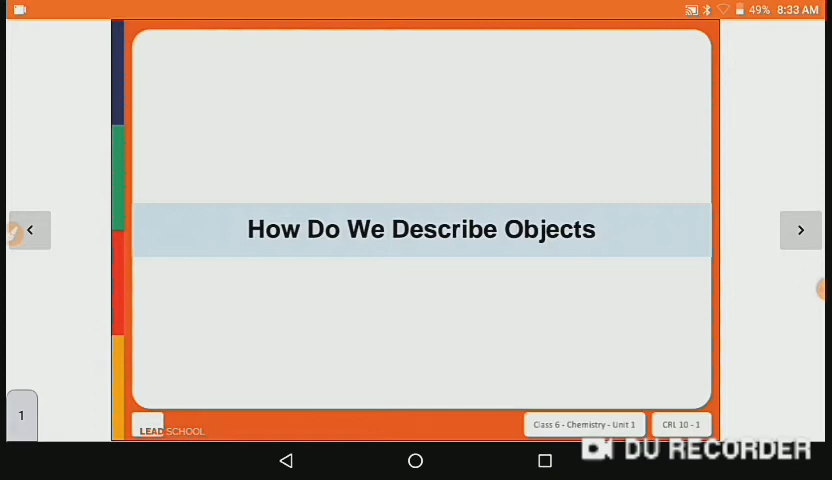 49% 8:33 AM
How Do We Describe Objects
1
LEAD SCHOOL
Class 6 - Chemistry - Unit 1
CRL 10 - 1
DU RECORDER